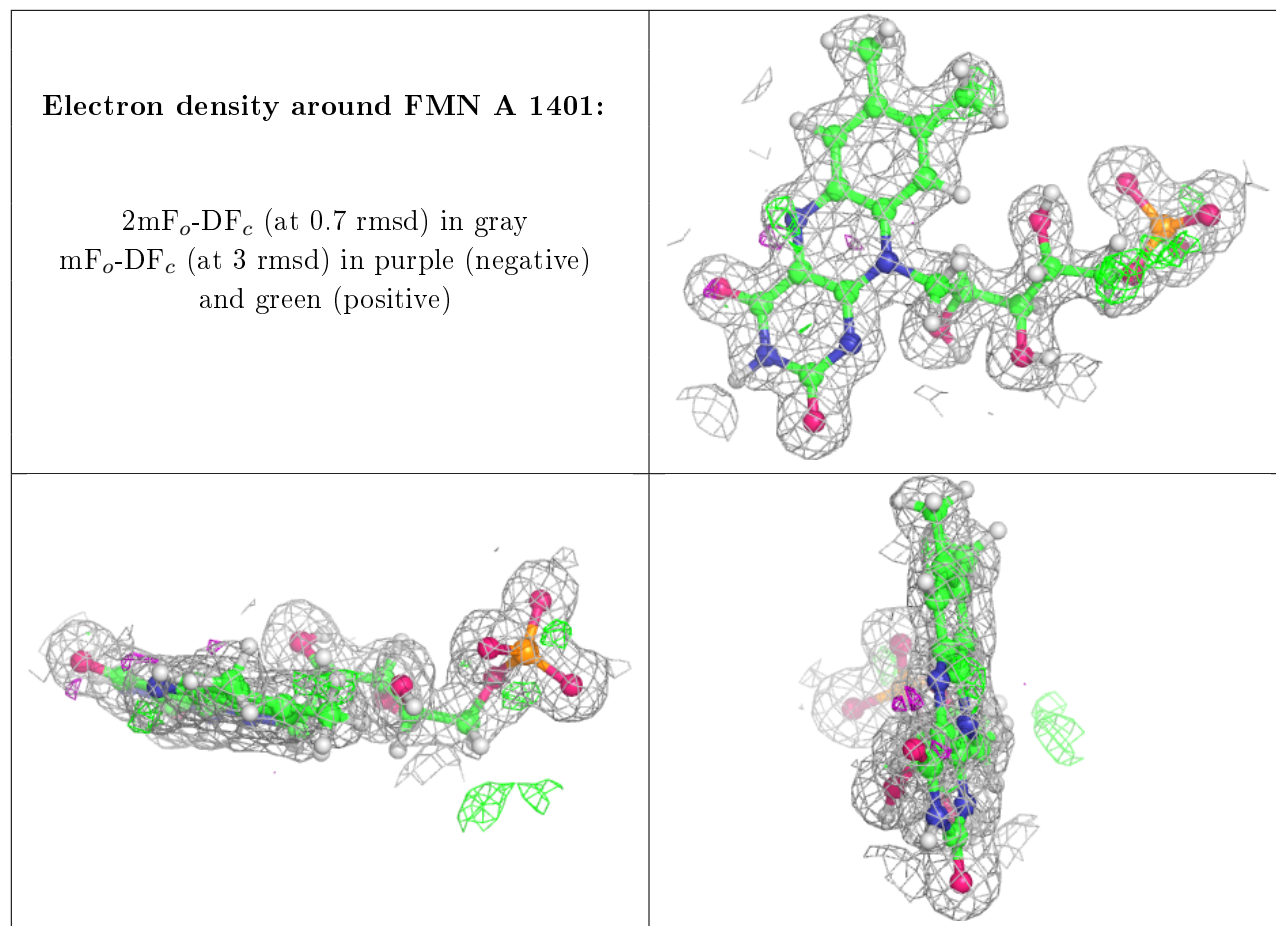 Electron density around FMN A 1401:
2mFₒ-DF𝒸 (at 0.7 rmsd) in gray
mFₒ-DF𝒸 (at 3 rmsd) in purple (negative)
and green (positive)